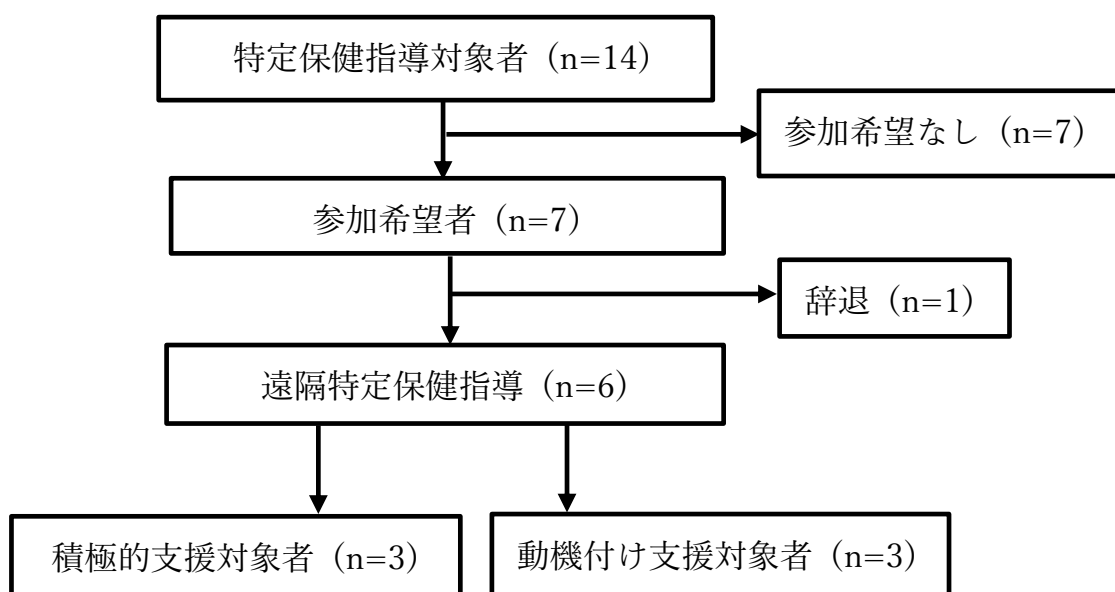 特定保健指導対象者（n=14）
参加希望なし（n=7）
参加希望者（n=7）
辞退（n=1）
遠隔特定保健指導（n=6）
積極的支援対象者（n=3）
動機付け支援対象者（n=3）